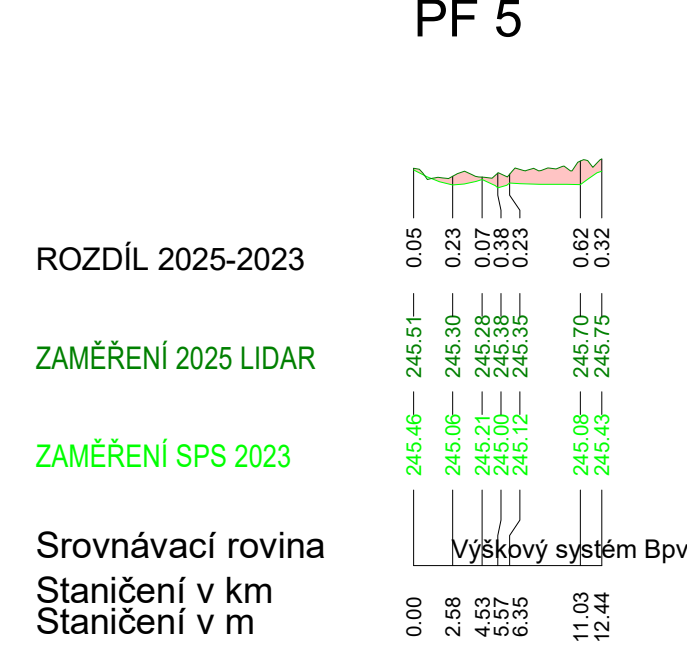 PF 5
ROZDÍL 2025-2023 0.05 0.23 0.07 0.38 0.23 0.62 0.32
ZAMĚŘENÍ 2025 LIDAR 245.51 245.30 245.28 245.38 245.35 245.70 245.75
ZAMĚŘENÍ SPS 2023 245.46 245.06 245.21 245.00 245.12 245.08 245.43
Srovnávací rovina Výškový systém Bpv
Staničení v km
Staničení v m 0.00 2.58 4.53 5.57 6.35 11.03 12.44